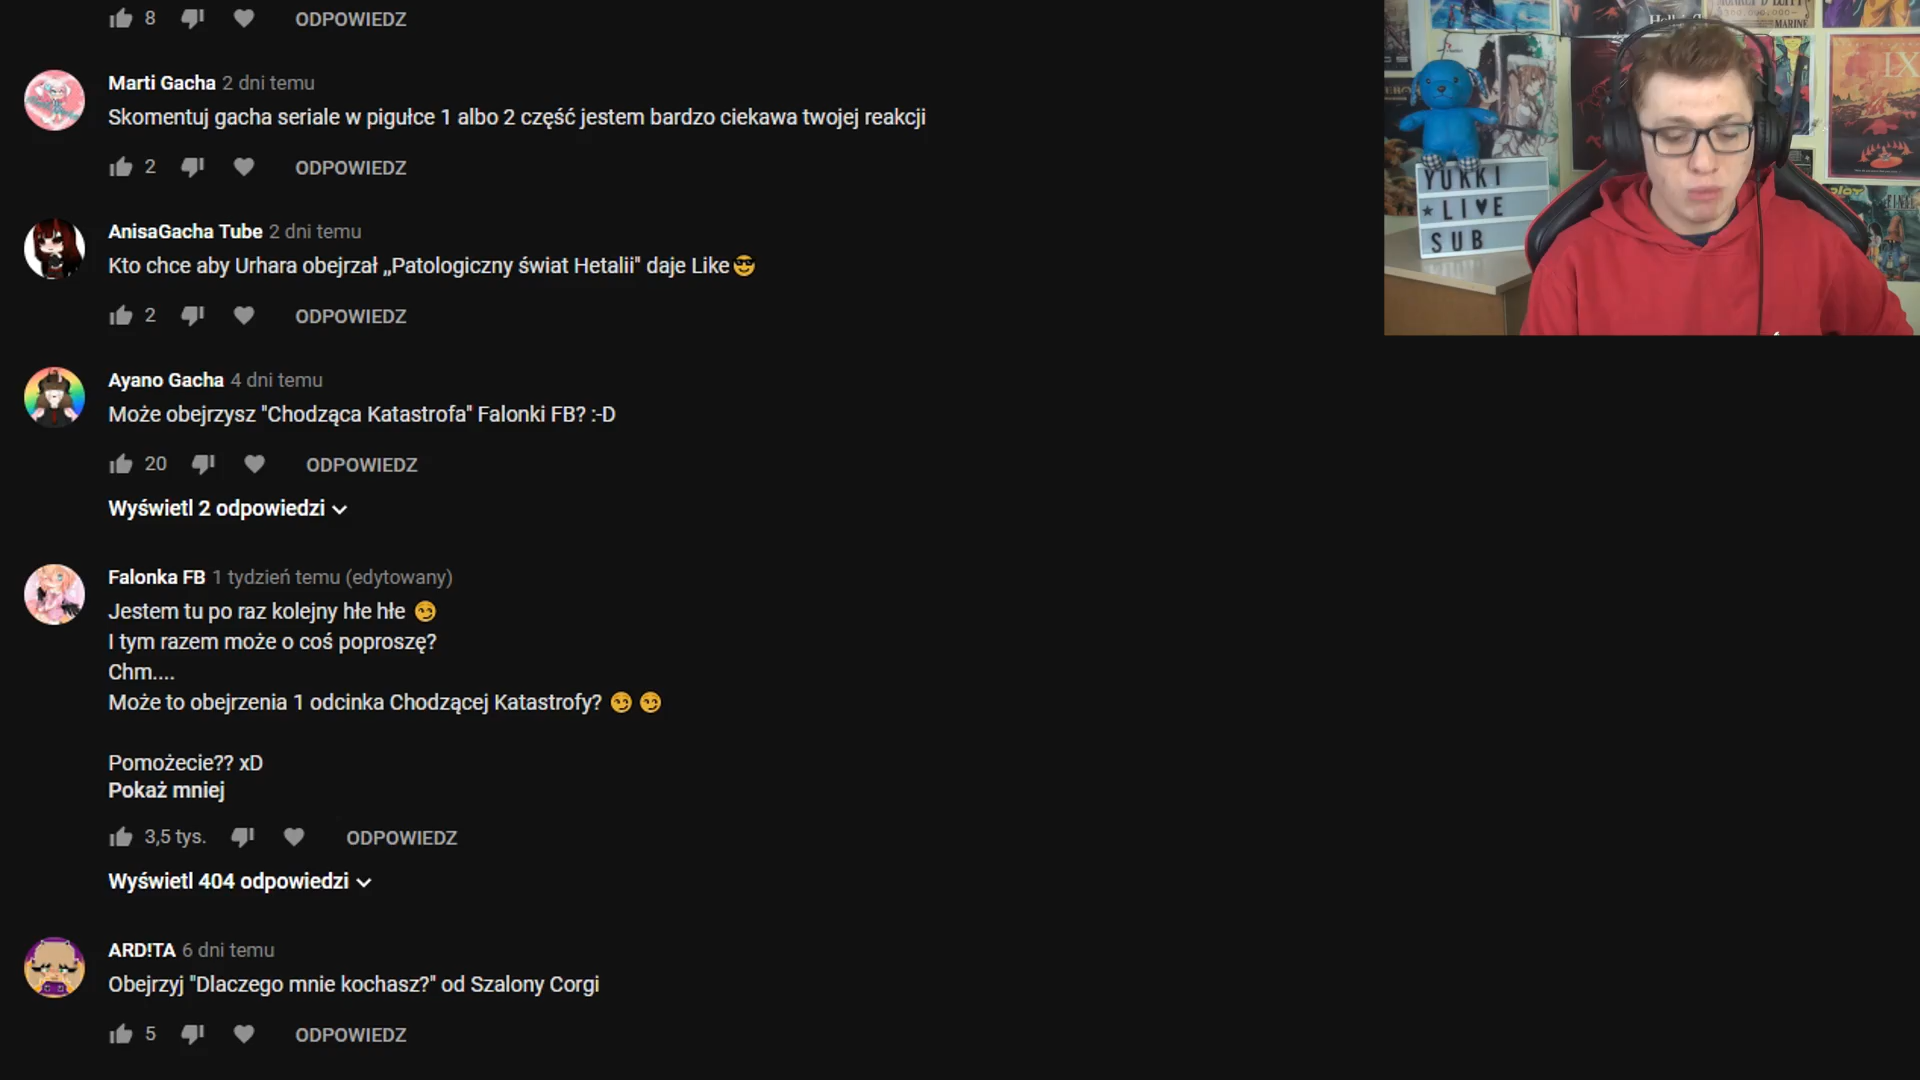 8 ODPOWIEDZ
Marti Gacha 2 dni temu
Skomentuj gacha seriale w pigułce 1 albo 2 część jestem bardzo ciekawa twojej reakcji
2 ODPOWIEDZ
AnisaGacha Tube 2 dni temu
Kto chce aby Urhara obejrzał „Patologiczny świat Hetalii" daje Like😎
2 ODPOWIEDZ
Ayano Gacha 4 dni temu
Może obejrzysz "Chodząca Katastrofa" Falonki FB? :-D
20 ODPOWIEDZ
Wyświetl 2 odpowiedzi
Falonka FB 1 tydzień temu (edytowany)
Jestem tu po raz kolejny hłe hłe 😏
I tym razem może o coś poproszę?
Chm....
Może to obejrzenia 1 odcinka Chodzącej Katastrofy? 😏 😏
Pomożecie?? xD
Pokaż mniej
3,5 tys. ODPOWIEDZ
Wyświetl 404 odpowiedzi
ARD!TA 6 dni temu
Obejrzyj "Dlaczego mnie kochasz?" od Szalony Corgi
5 ODPOWIEDZ
MARINE
LX
YUKKI
★LI♥E
SUB